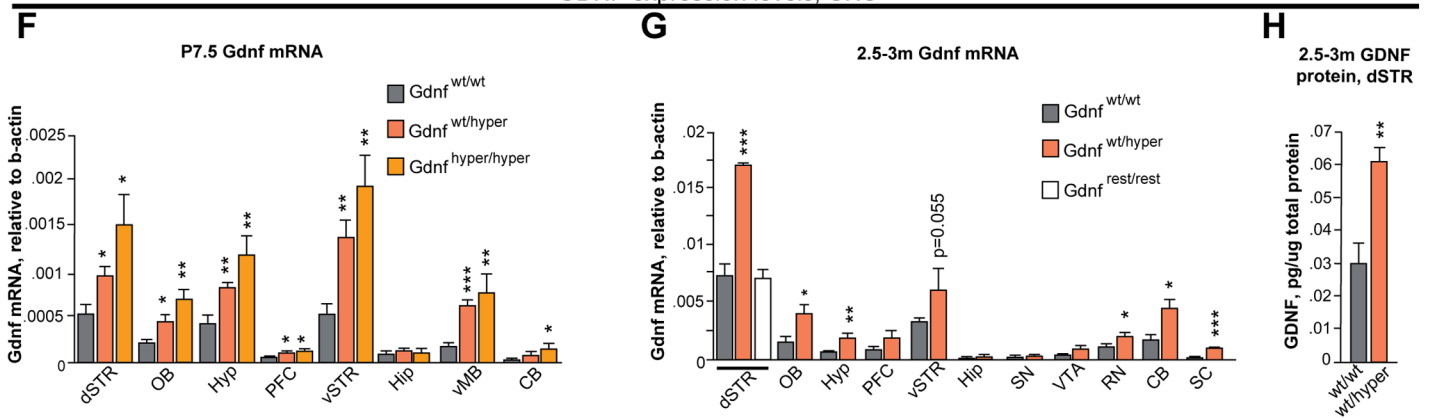 F
P7.5 Gdnf mRNA
Gdnf mRNA, relative to b-actin
.0025
.002
.0015
.001
.0005
0
Gdnf wt/wt
Gdnf wt/hyper
Gdnf hyper/hyper
* *
* **
** **
* *
** **
*** **
*
dSTR OB Hyp PFC vSTR Hip vMB CB
G
2.5-3m Gdnf mRNA
Gdnf mRNA, relative to b-actin
.02
.015
.01
.005
0
Gdnf wt/wt
Gdnf wt/hyper
Gdnf rest/rest
***
*
**
p=0.055
*
*
***
dSTR OB Hyp PFC vSTR Hip SN VTA RN CB SC
H
2.5-3m GDNF
protein, dSTR
GDNF, pg/ug total protein
.07
.06
.05
.04
.03
.02
.01
0
**
wt/wt
wt/hyper